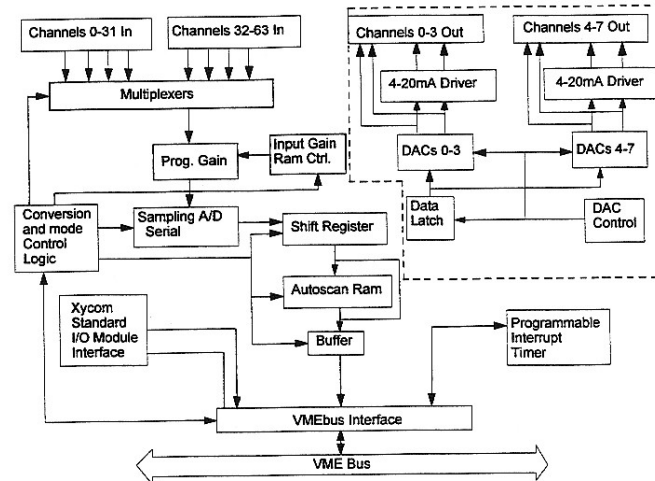 Channels 0-31 In
Channels 32-63 In
Channels 0-3 Out
Channels 4-7 Out
4-20mA Driver
4-20mA Driver
Multiplexers
Prog. Gain
Input Gain
Ram Ctrl.
DACs 0-3
DACs 4-7
Conversion
and mode
Control
Logic
Sampling A/D
Serial
Shift Register
Data
Latch
DAC
Control
Autoscan Ram
Xycom
Standard
I/O Module
Interface
Buffer
Programmable
Interrupt
Timer
VMEbus Interface
VME Bus